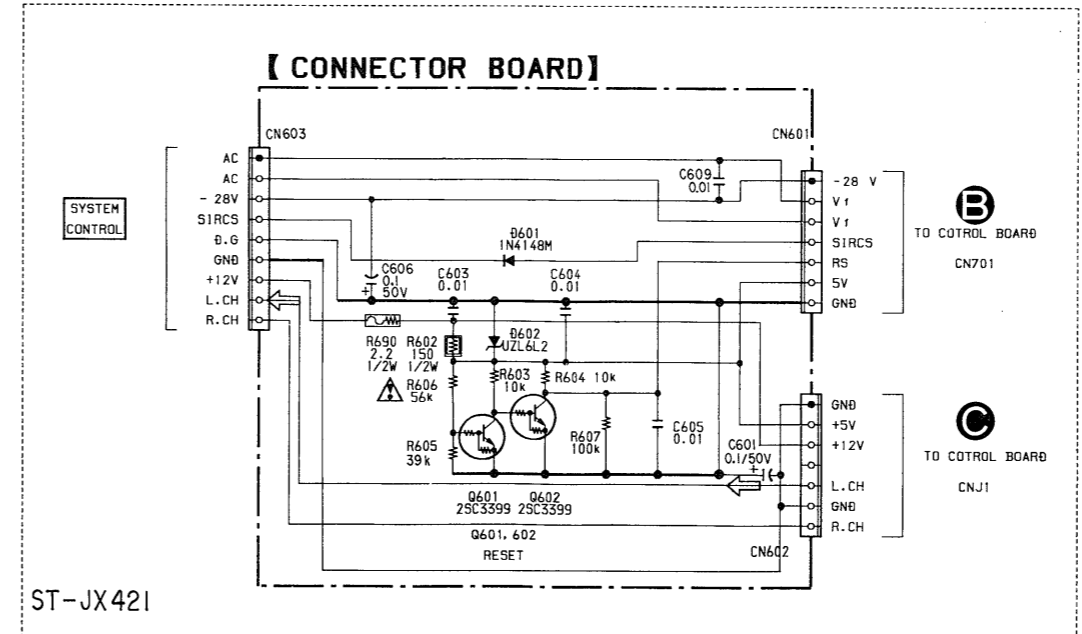 【 CONNECTOR BOARD】
CN603
CN601
AC
AC
- 28V
SIRCS
D.G
GND
+12V
L.CH
R.CH
SYSTEM
CONTROL
C609
0.01
D601
1N4148M
C606
0.1
50V
+
C603
0.01
C604
0.01
R690
2.2
1/2W
R602
150
1/2W
D602
UZL6L2
R606
56k
R603
10k
R604 10k
R605
39k
R607
100k
C605
0.01
C601
0.1/50V
+
Q601
2SC3399
Q602
2SC3399
Q601, 602
RESET
-28 V
Vf
Vf
SIRCS
RS
5V
GND
B
TO COTROL BOARD
CN701
GND
+5V
+12V
L.CH
GND
R.CH
CN602
C
TO COTROL BOARD
CNJ1
ST-JX421